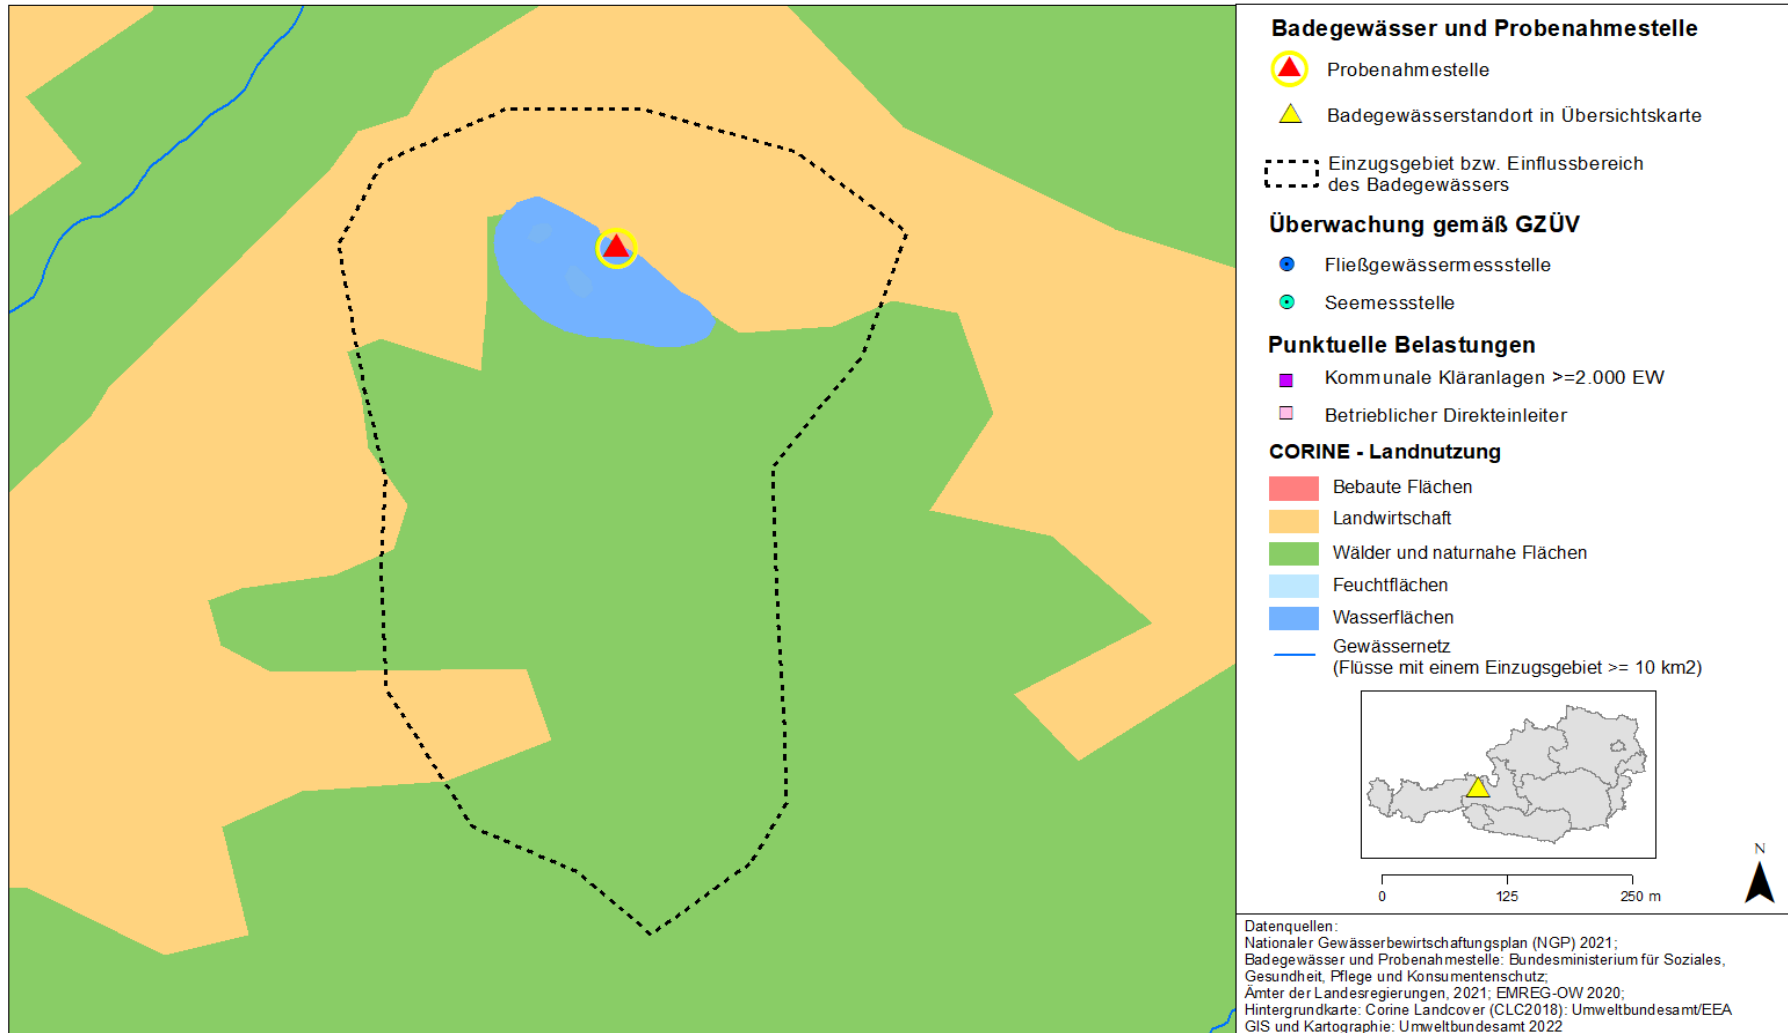 Badegewässer und Probenahmestelle
Probenahmestelle
Badegewässerstandort in Übersichtskarte
Einzugsgebiet bzw. Einflussbereich
des Badegewässers
Überwachung gemäß GZÜV
Fließgewässermessstelle
Seemessstelle
Punktuelle Belastungen
Kommunale Kläranlagen >=2.000 EW
Betrieblicher Direkteinleiter
CORINE - Landnutzung
Bebaute Flächen
Landwirtschaft
Wälder und naturnahe Flächen
Feuchtflächen
Wasserflächen
Gewässernetz
(Flüsse mit einem Einzugsgebiet >= 10 km2)
N
0 125 250 m
Datenquellen:
Nationaler Gewässerbewirtschaftungsplan (NGP) 2021;
Badegewässer und Probenahmestelle: Bundesministerium für Soziales,
Gesundheit, Pflege und Konsumentenschutz;
Ämter der Landesregierungen, 2021; EMREG-OW 2020;
Hintergrundkarte: Corine Landcover (CLC2018): Umweltbundesamt/EEA
GIS und Kartographie: Umweltbundesamt 2022